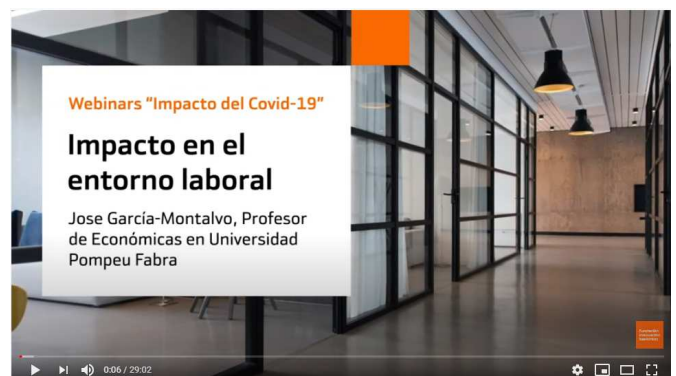 Webinars "Impacto del Covid-19"
Impacto en el
entorno laboral
Jose García-Montalvo, Profesor
de Económicas en Universidad
Pompeu Fabra
0:06 / 29:02